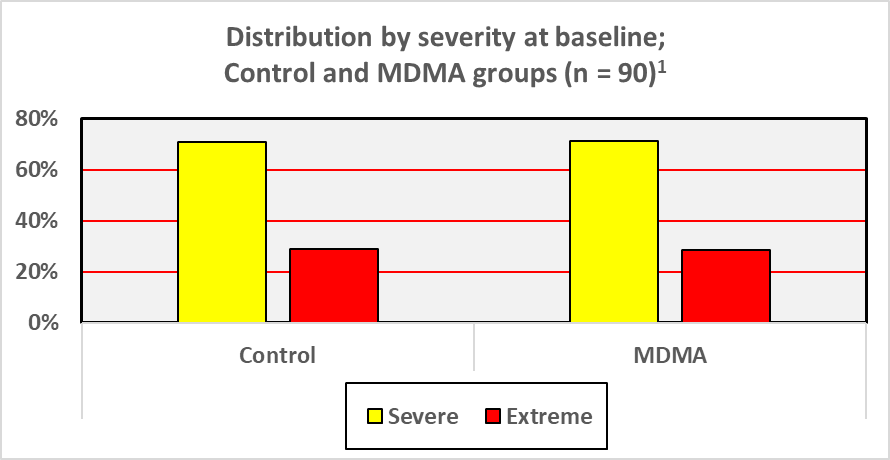 Distribution by severity at baseline;
Control and MDMA groups (n = 90)¹
80%
60%
40%
20%
0%
Control MDMA
Severe Extreme